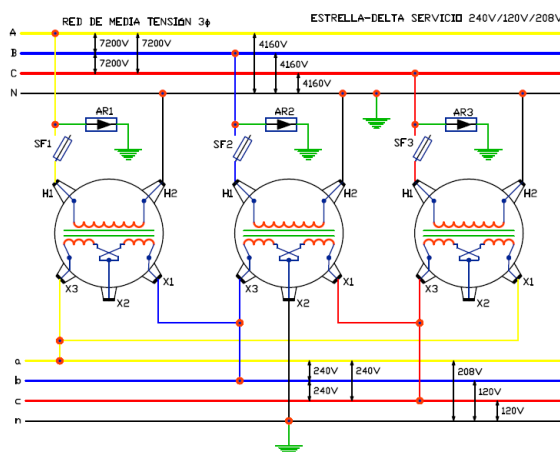 RED DE MEDIA TENSIÓN 3ϕ
ESTRELLA-DELTA SERVICIO 240V/120V/208V
A
7200V
7200V
4160V
B
7200V
4160V
C
4160V
N
AR1
AR2
AR3
SF1
SF2
SF3
H1
H2
H1
H2
H1
H2
X3
X2
X1
X3
X2
X1
X3
X2
X1
a
240V
240V
208V
b
240V
120V
c
120V
n